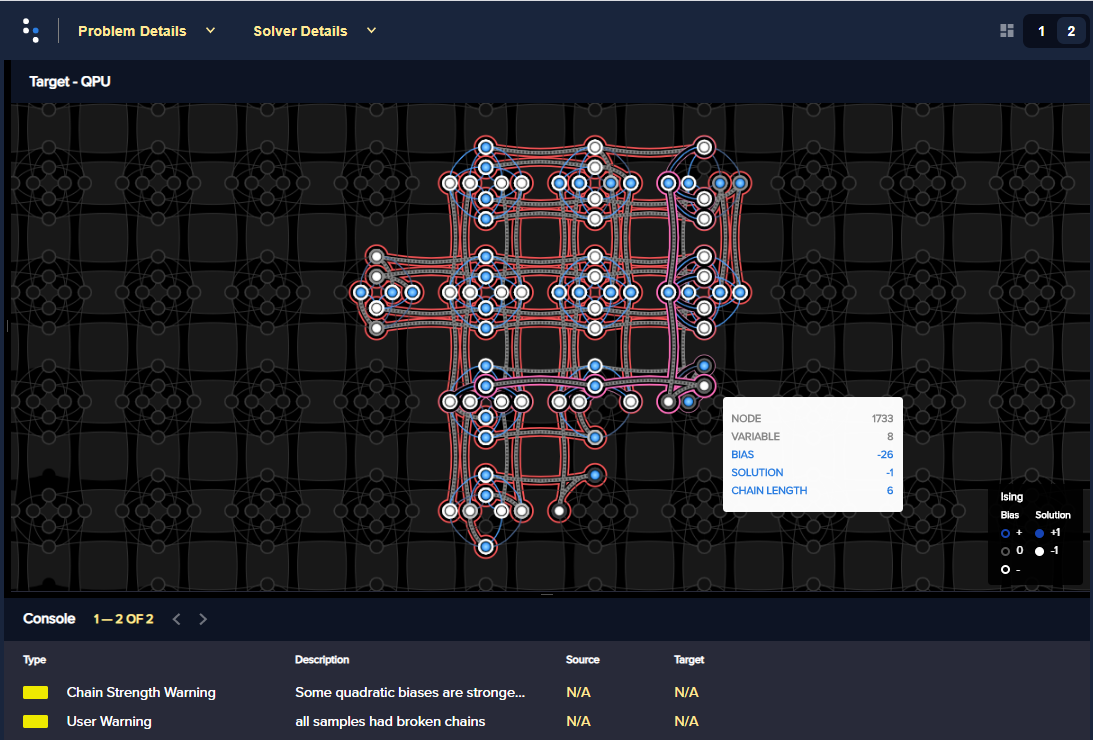 Problem Details
Solver Details
1 2
Target - QPU
NODE 1733
VARIABLE 8
BIAS -26
SOLUTION -1
CHAIN LENGTH 6
Ising
Bias Solution
+ +1
0 -1
-
Console 1 — 2 OF 2
Type Description Source Target
Chain Strength Warning Some quadratic biases are stronge... N/A N/A
User Warning all samples had broken chains N/A N/A